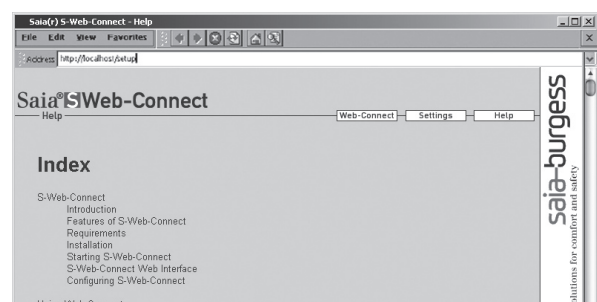 Saia(r) S-Web-Connect - Help
File Edit View Favorites
Address http://localhost/setup
Saia®SWeb-Connect
Help
Web-Connect Settings Help
Index
S-Web-Connect
Introduction
Features of S-Web-Connect
Requirements
Installation
Starting S-Web-Connect
S-Web-Connect Web Interface
Configuring S-Web-Connect
saia-burgess
for comfort and safety